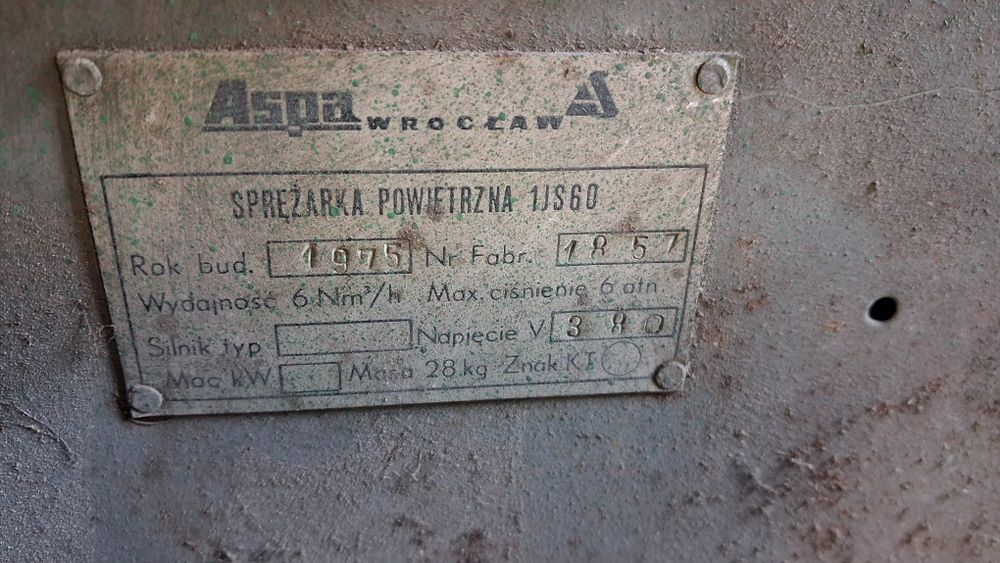 Aspa WROCŁAW
SPRĘŻARKA POWIETRZNA 1JS60
Rok bud. 1975 Nr Fabr. 1857
Wydajność 6 Nm³/h Max. ciśnienie 6 atn
Silnik typ Napięcie V 380
Moc kW Masa 28 kg Znak KT